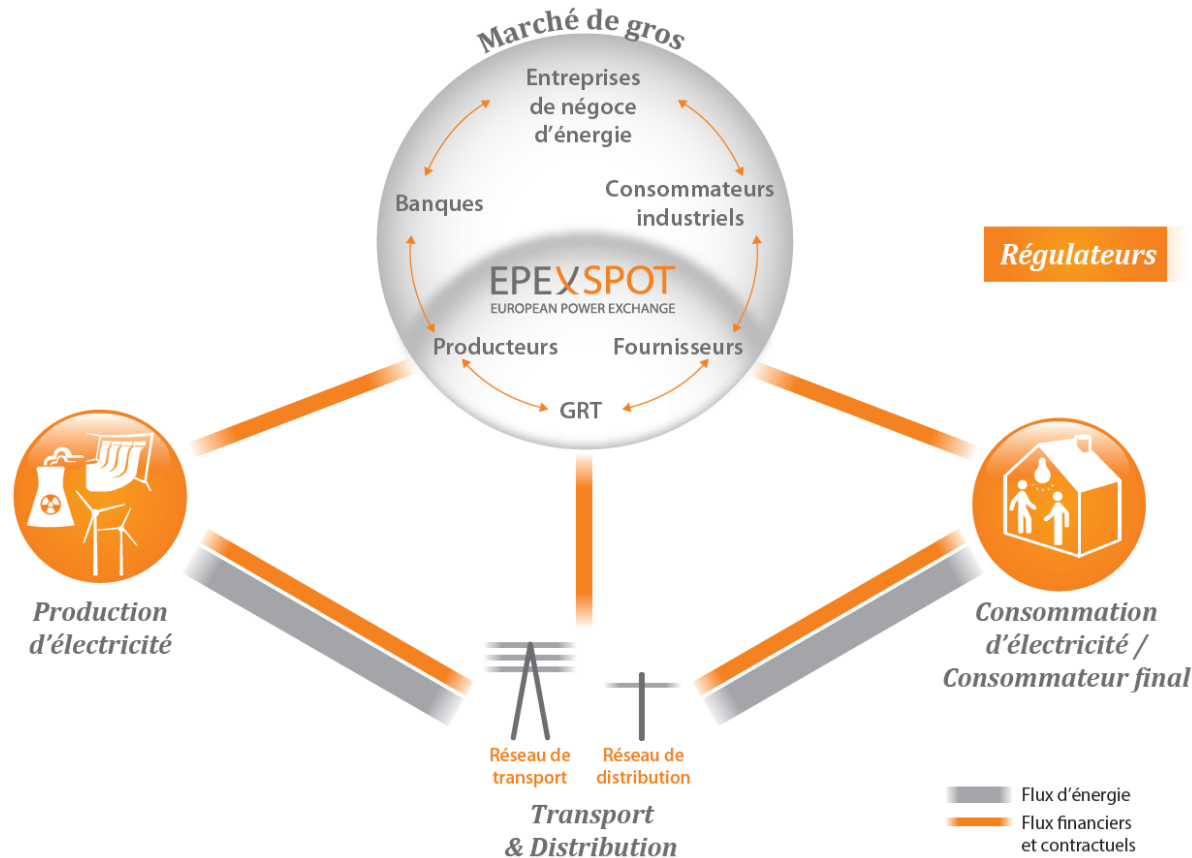 Marché de gros
Entreprises
de négoce
d’énergie
Banques
Consommateurs
industriels
EPEXSPOT
EUROPEAN POWER EXCHANGE
Producteurs
Fournisseurs
GRT
Régulateurs
Production
d’électricité
Consommation
d’électricité /
Consommateur final
Réseau de
transport
Réseau de
distribution
Transport
& Distribution
Flux d’énergie
Flux financiers
et contractuels